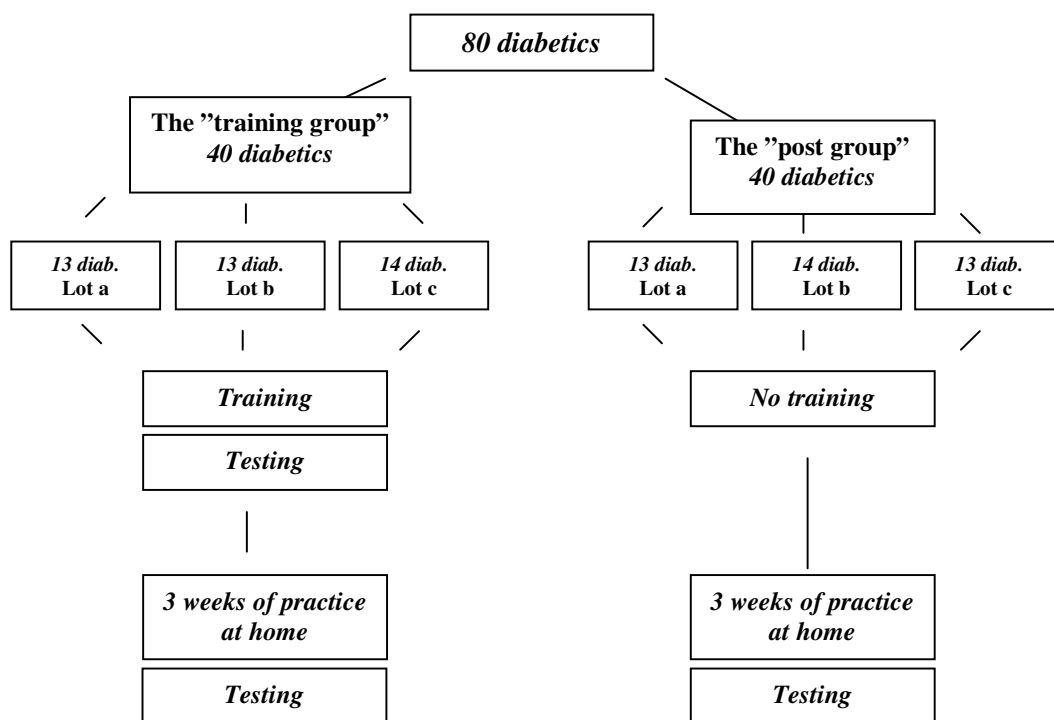 80 diabetics
The ”training group”
40 diabetics
The ”post group”
40 diabetics
13 diab.
Lot a
13 diab.
Lot b
14 diab.
Lot c
13 diab.
Lot a
14 diab.
Lot b
13 diab.
Lot c
Training
No training
Testing
3 weeks of practice
at home
3 weeks of practice
at home
Testing
Testing